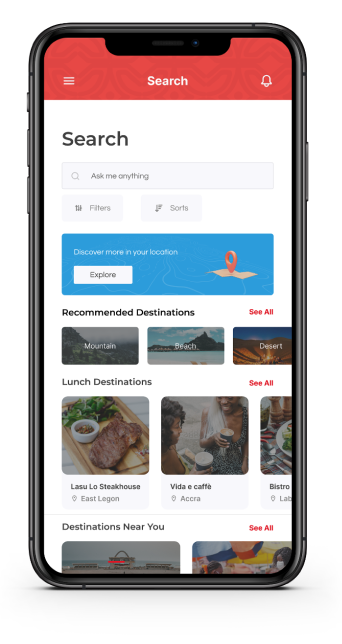 Search
Search
Ask me anything
Filters
Sorts
Discover more in your location
Explore
Recommended Destinations
See All
Mountain
Beach
Desert
Lunch Destinations
See All
Lasu Lo Steakhouse
Vida e caffè
Bistro
East Legon
Accra
Lab
Destinations Near You
See All